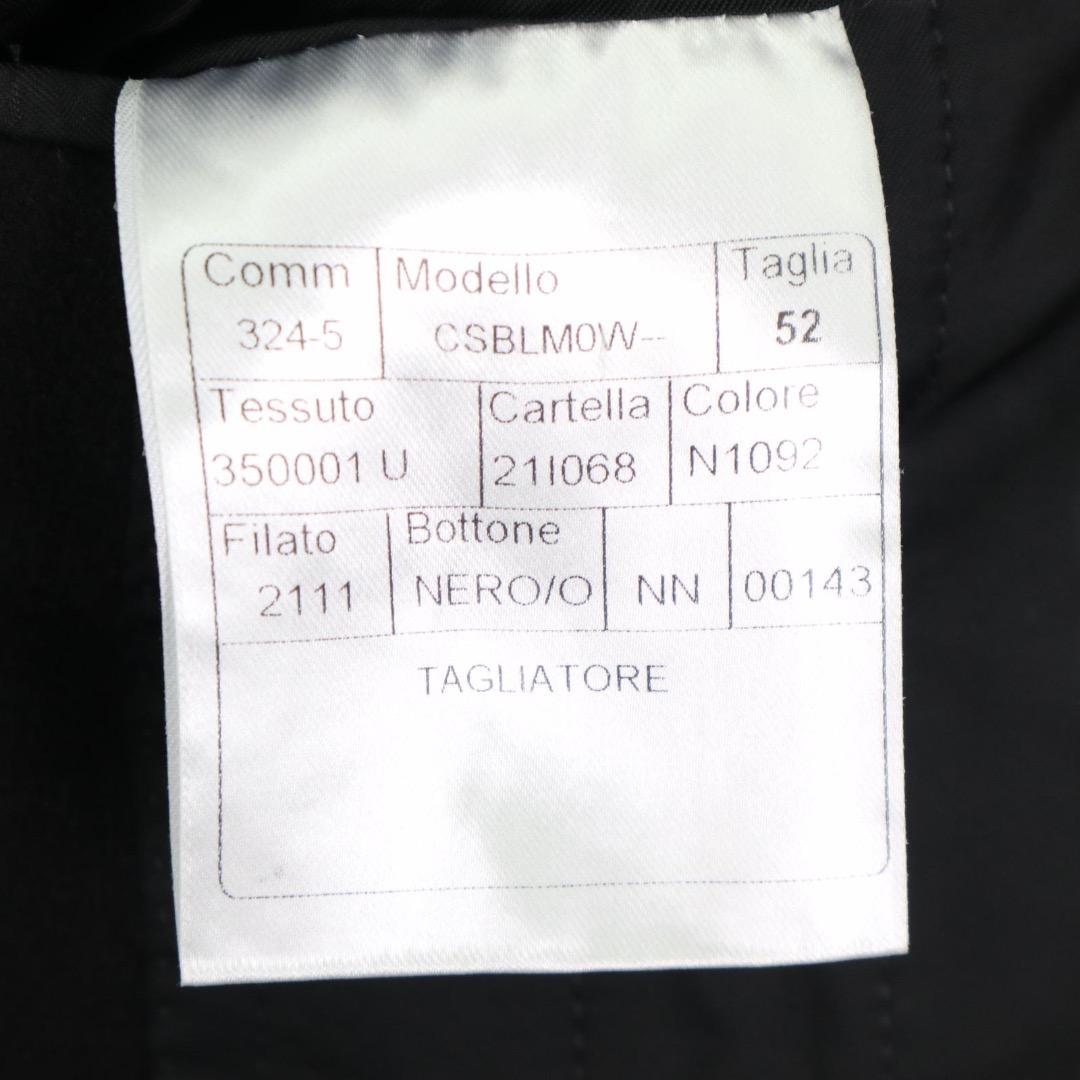 Comm Modello Taglia
324-5 CSBLM0W-- 52
Tessuto Cartella Colore
350001 U 21I068 N1092
Filato Bottone
2111 NERO/O NN 00143
TAGLIATORE